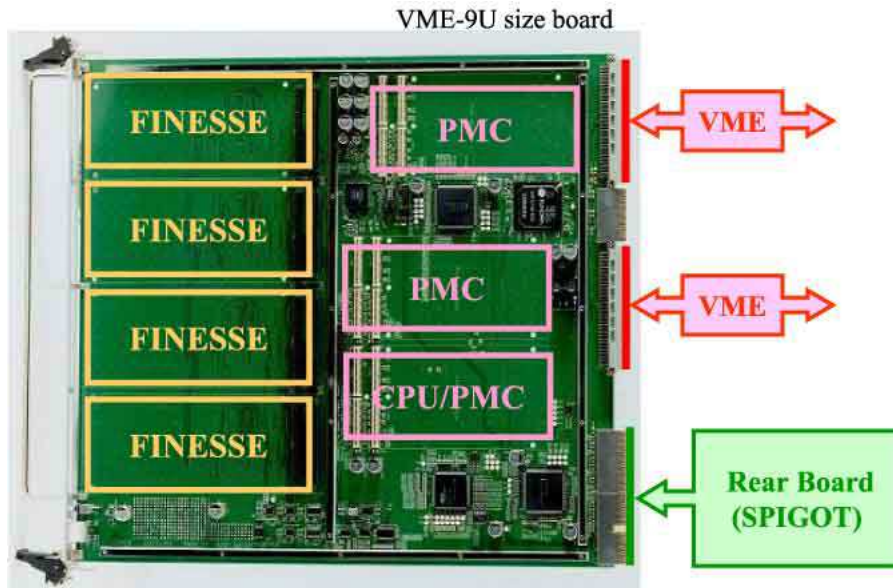 VME-9U size board
FINESSE
PMC
VME
FINESSE
PMC
VME
FINESSE
CPU/PMC
FINESSE
Rear Board
(SPIGOT)